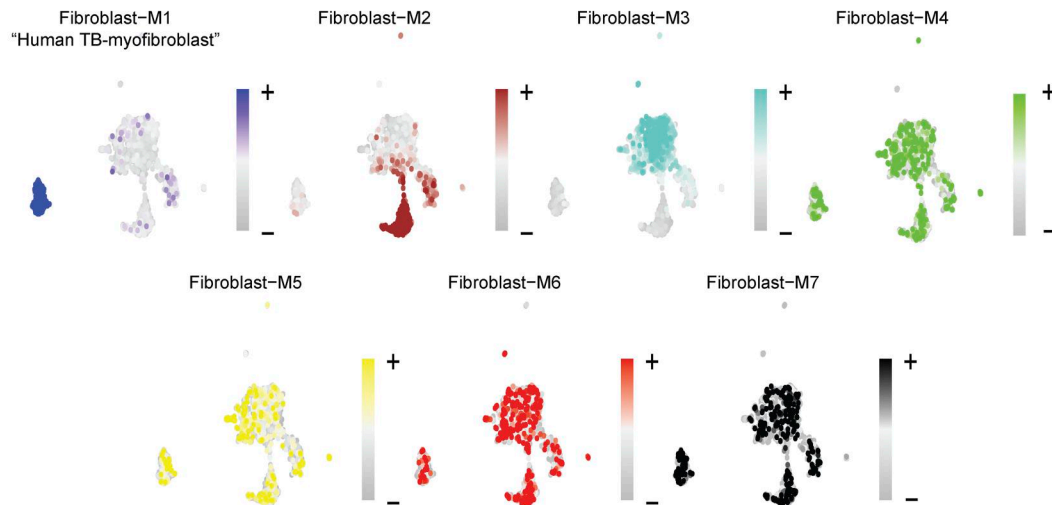 Fibroblast−M1
“Human TB-myofibroblast”
Fibroblast−M2
Fibroblast−M3
Fibroblast−M4
+
−
+
−
+
−
+
−
Fibroblast−M5
Fibroblast−M6
Fibroblast−M7
+
−
+
−
+
−